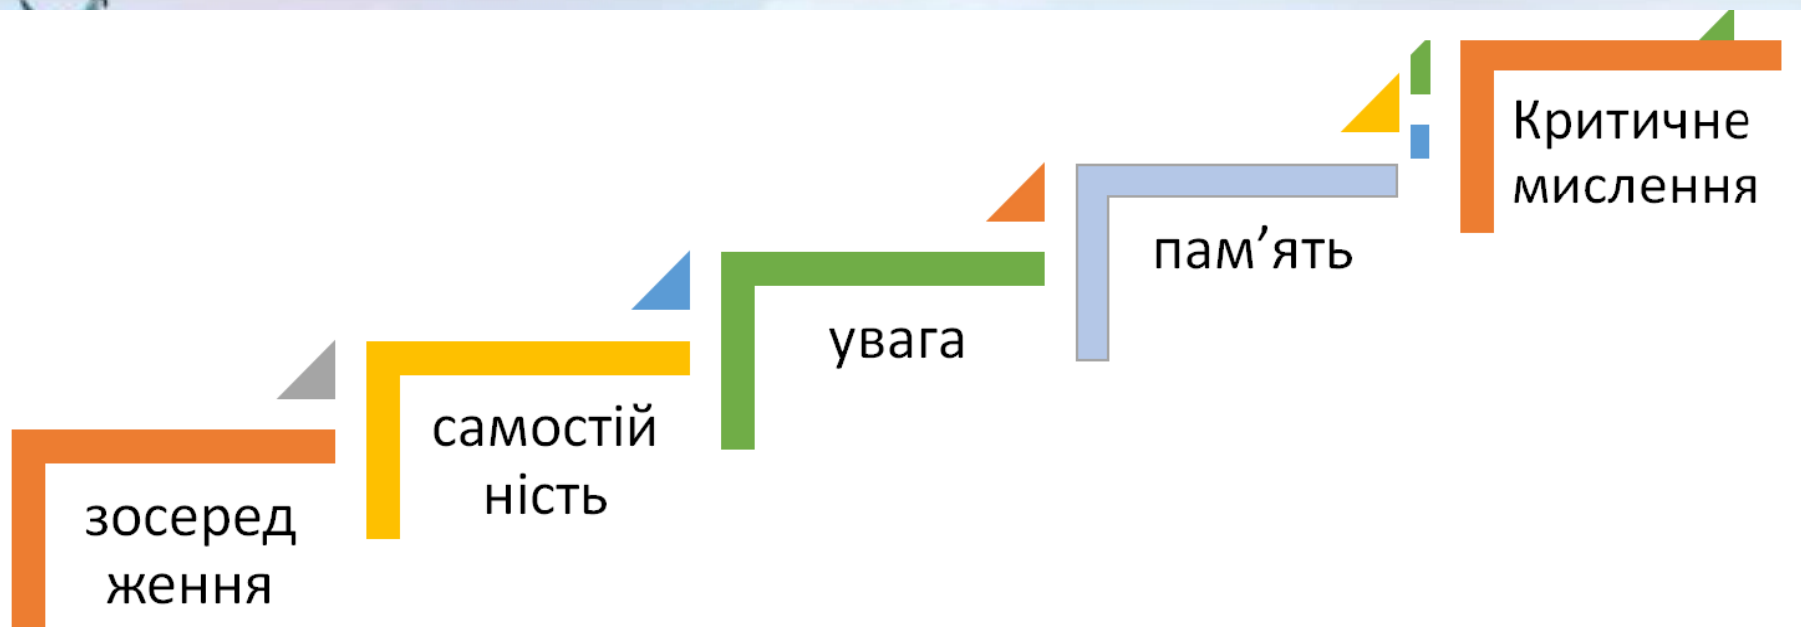 зосеред
ження
самостій
ність
увага
пам’ять
Критичне
мислення